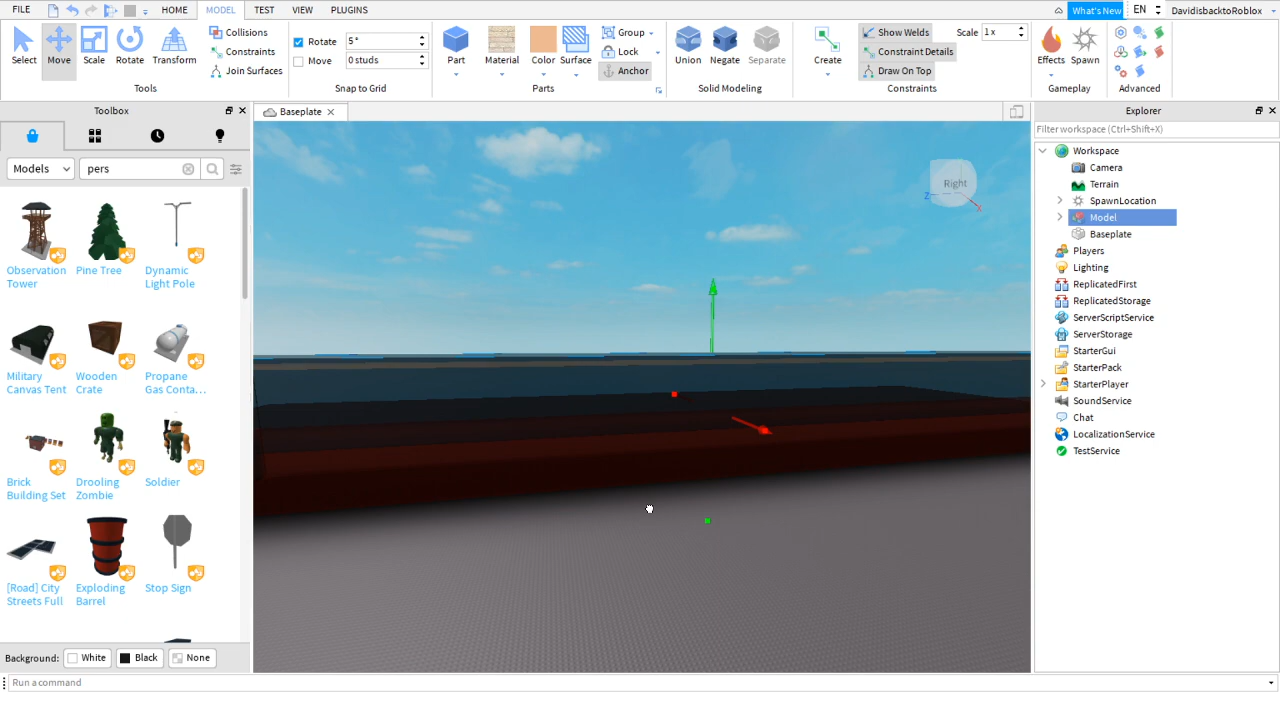 FILE HOME MODEL TEST VIEW PLUGINS What's New EN DavidisbacktoRoblox
Select Move Scale Rotate Transform
Collisions
Constraints
Join Surfaces
Tools
Rotate 5 °
Move 0 studs
Snap to Grid
Part Material Color Surface
Group
Lock
Anchor
Parts
Union Negate Separate
Solid Modeling
Create
Show Welds Scale 1 x
Constraint Details
Draw On Top
Constraints
Effects Spawn
Gameplay
Advanced
Toolbox
Models pers
Observation Tower
Pine Tree
Dynamic Light Pole
Military Canvas Tent
Wooden Crate
Propane Gas Conta...
Brick Building Set
Drooling Zombie
Soldier
[Road] City Streets Full
Exploding Barrel
Stop Sign
Background: White Black None
Run a command
Baseplate
Right
Z
X
Explorer
Filter workspace (Ctrl+Shift+X)
Workspace
Camera
Terrain
SpawnLocation
Model
Baseplate
Players
Lighting
ReplicatedFirst
ReplicatedStorage
ServerScriptService
ServerStorage
StarterGui
StarterPack
StarterPlayer
SoundService
Chat
LocalizationService
TestService